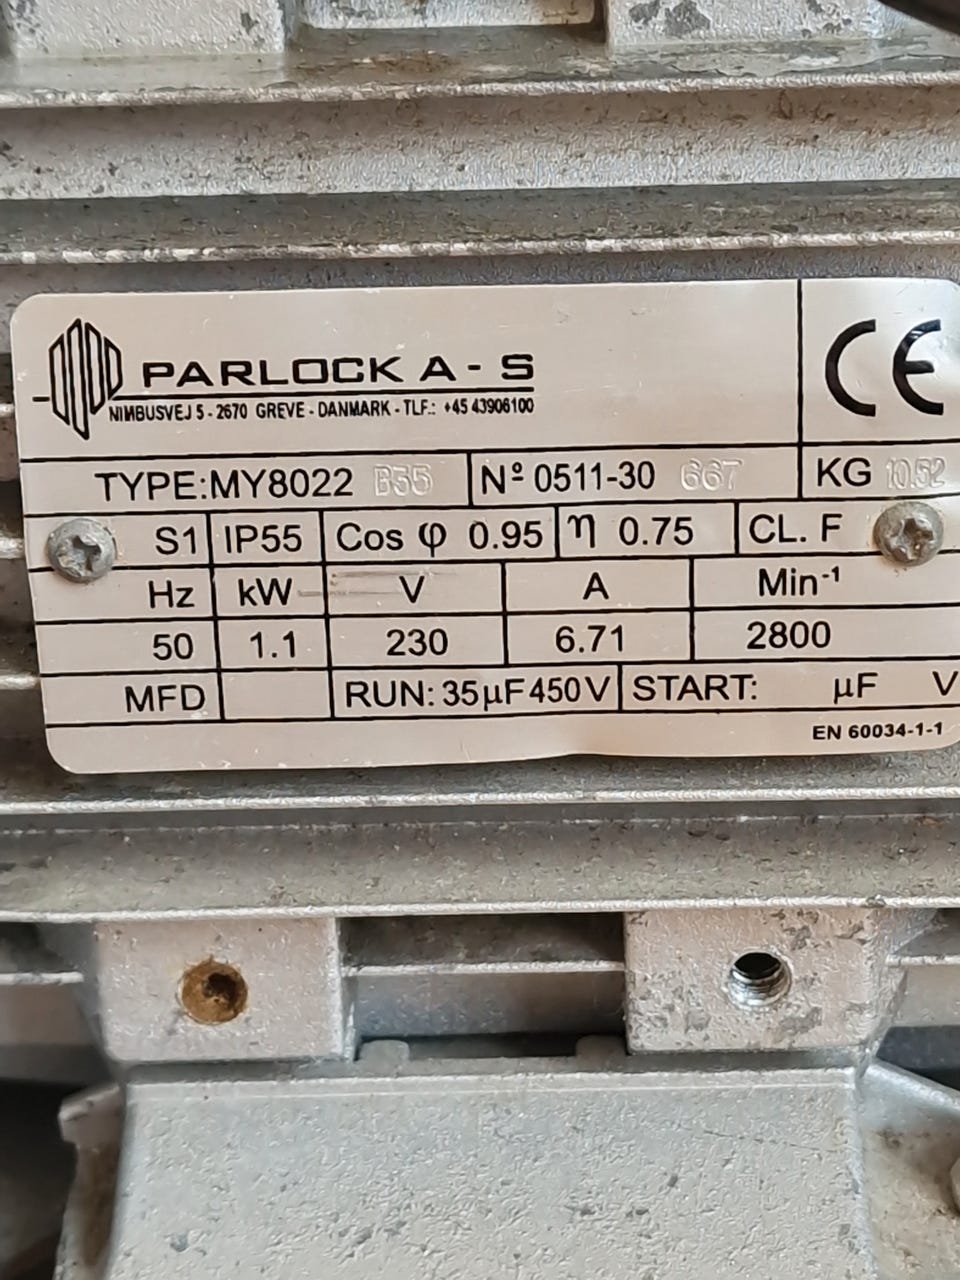 PARLOCK A - S
NIMBUSVEJ 5 - 2670 GREVE - DANMARK - TLF.: +45 43906100
CE
TYPE:MY8022 B35 Nº 0511-30 667 KG 10.52
S1 IP55 Cos φ 0.95 η 0.75 CL. F
Hz kW V A Min⁻¹
50 1.1 230 6.71 2800
MFD RUN: 35µF450V START: µF V
EN 60034-1-1